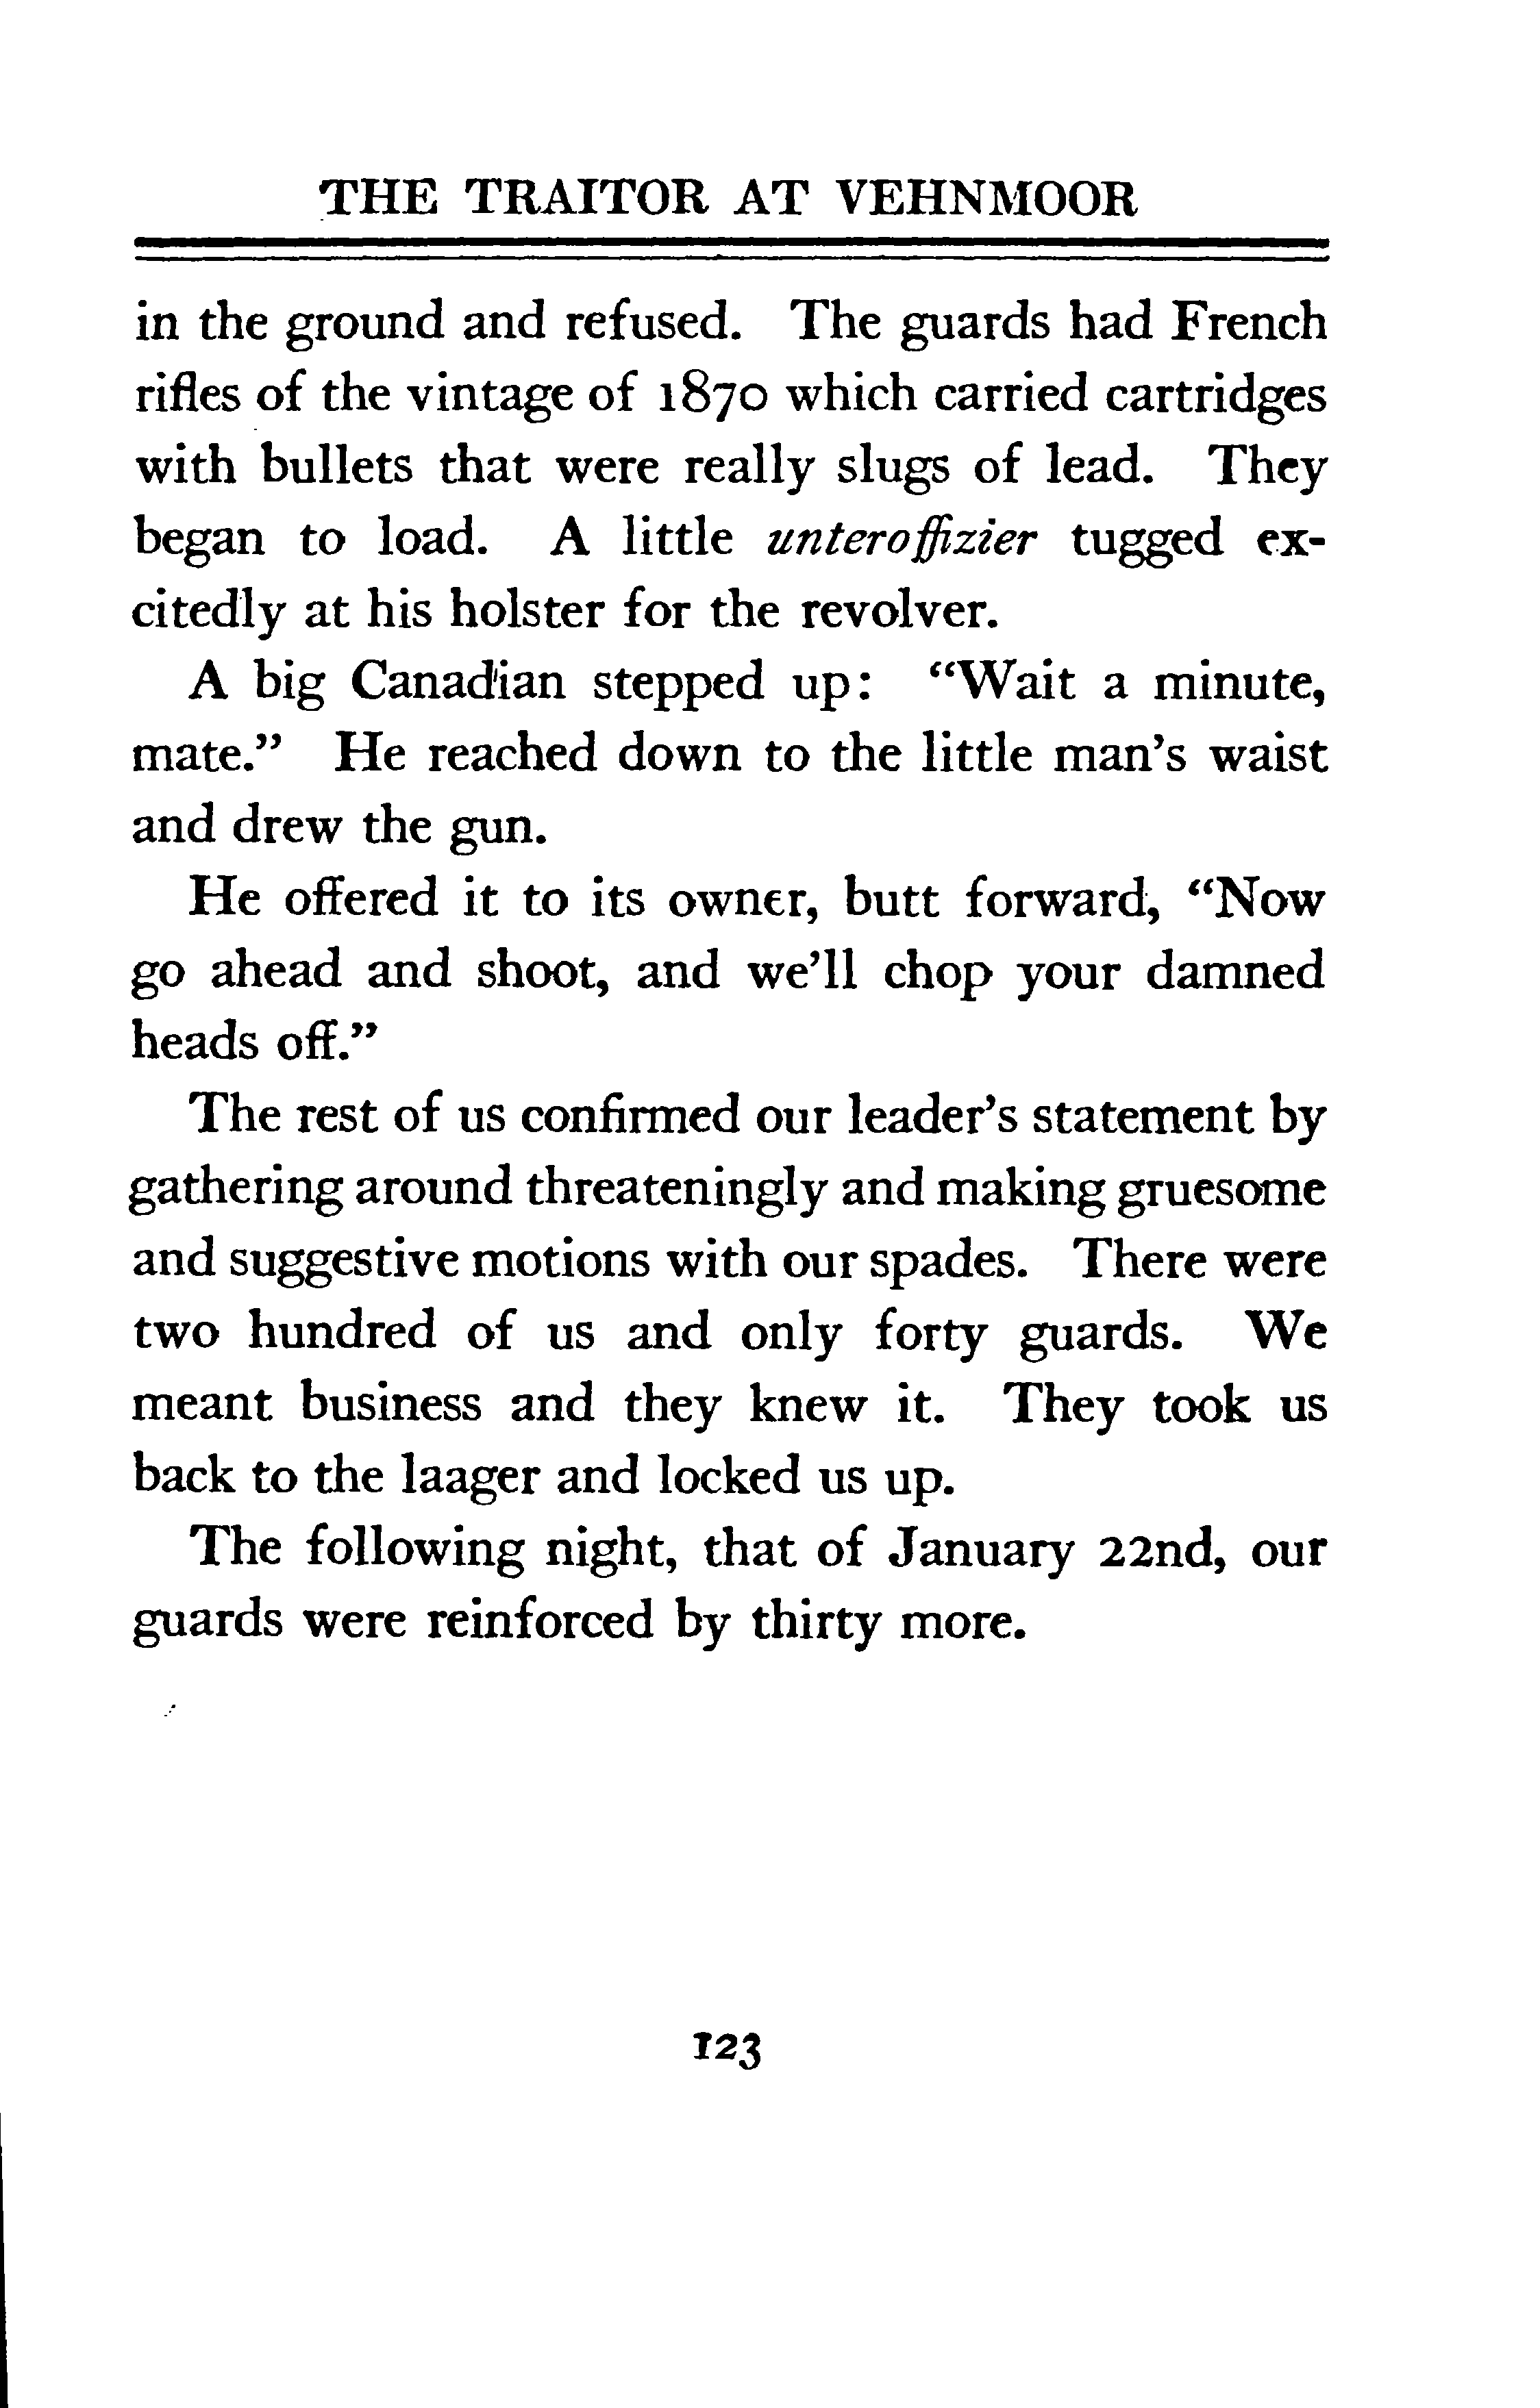 THE TRAITOR AT VEHNMOOR
in the ground and refused. The guards had French
rifles of the vintage of 1870 which carried cartridges
with bullets that were really slugs of lead. They
began to load. A little unteroffizier tugged ex-
citedly at his holster for the revolver.
A big Canadian stepped up: “Wait a minute,
mate.” He reached down to the little man’s waist
and drew the gun.
He offered it to its owner, butt forward, “Now
go ahead and shoot, and we’ll chop your damned
heads off.”
The rest of us confirmed our leader’s statement by
gathering around threateningly and making gruesome
and suggestive motions with our spades. There were
two hundred of us and only forty guards. We
meant business and they knew it. They took us
back to the laager and locked us up.
The following night, that of January 22nd, our
guards were reinforced by thirty more.
123